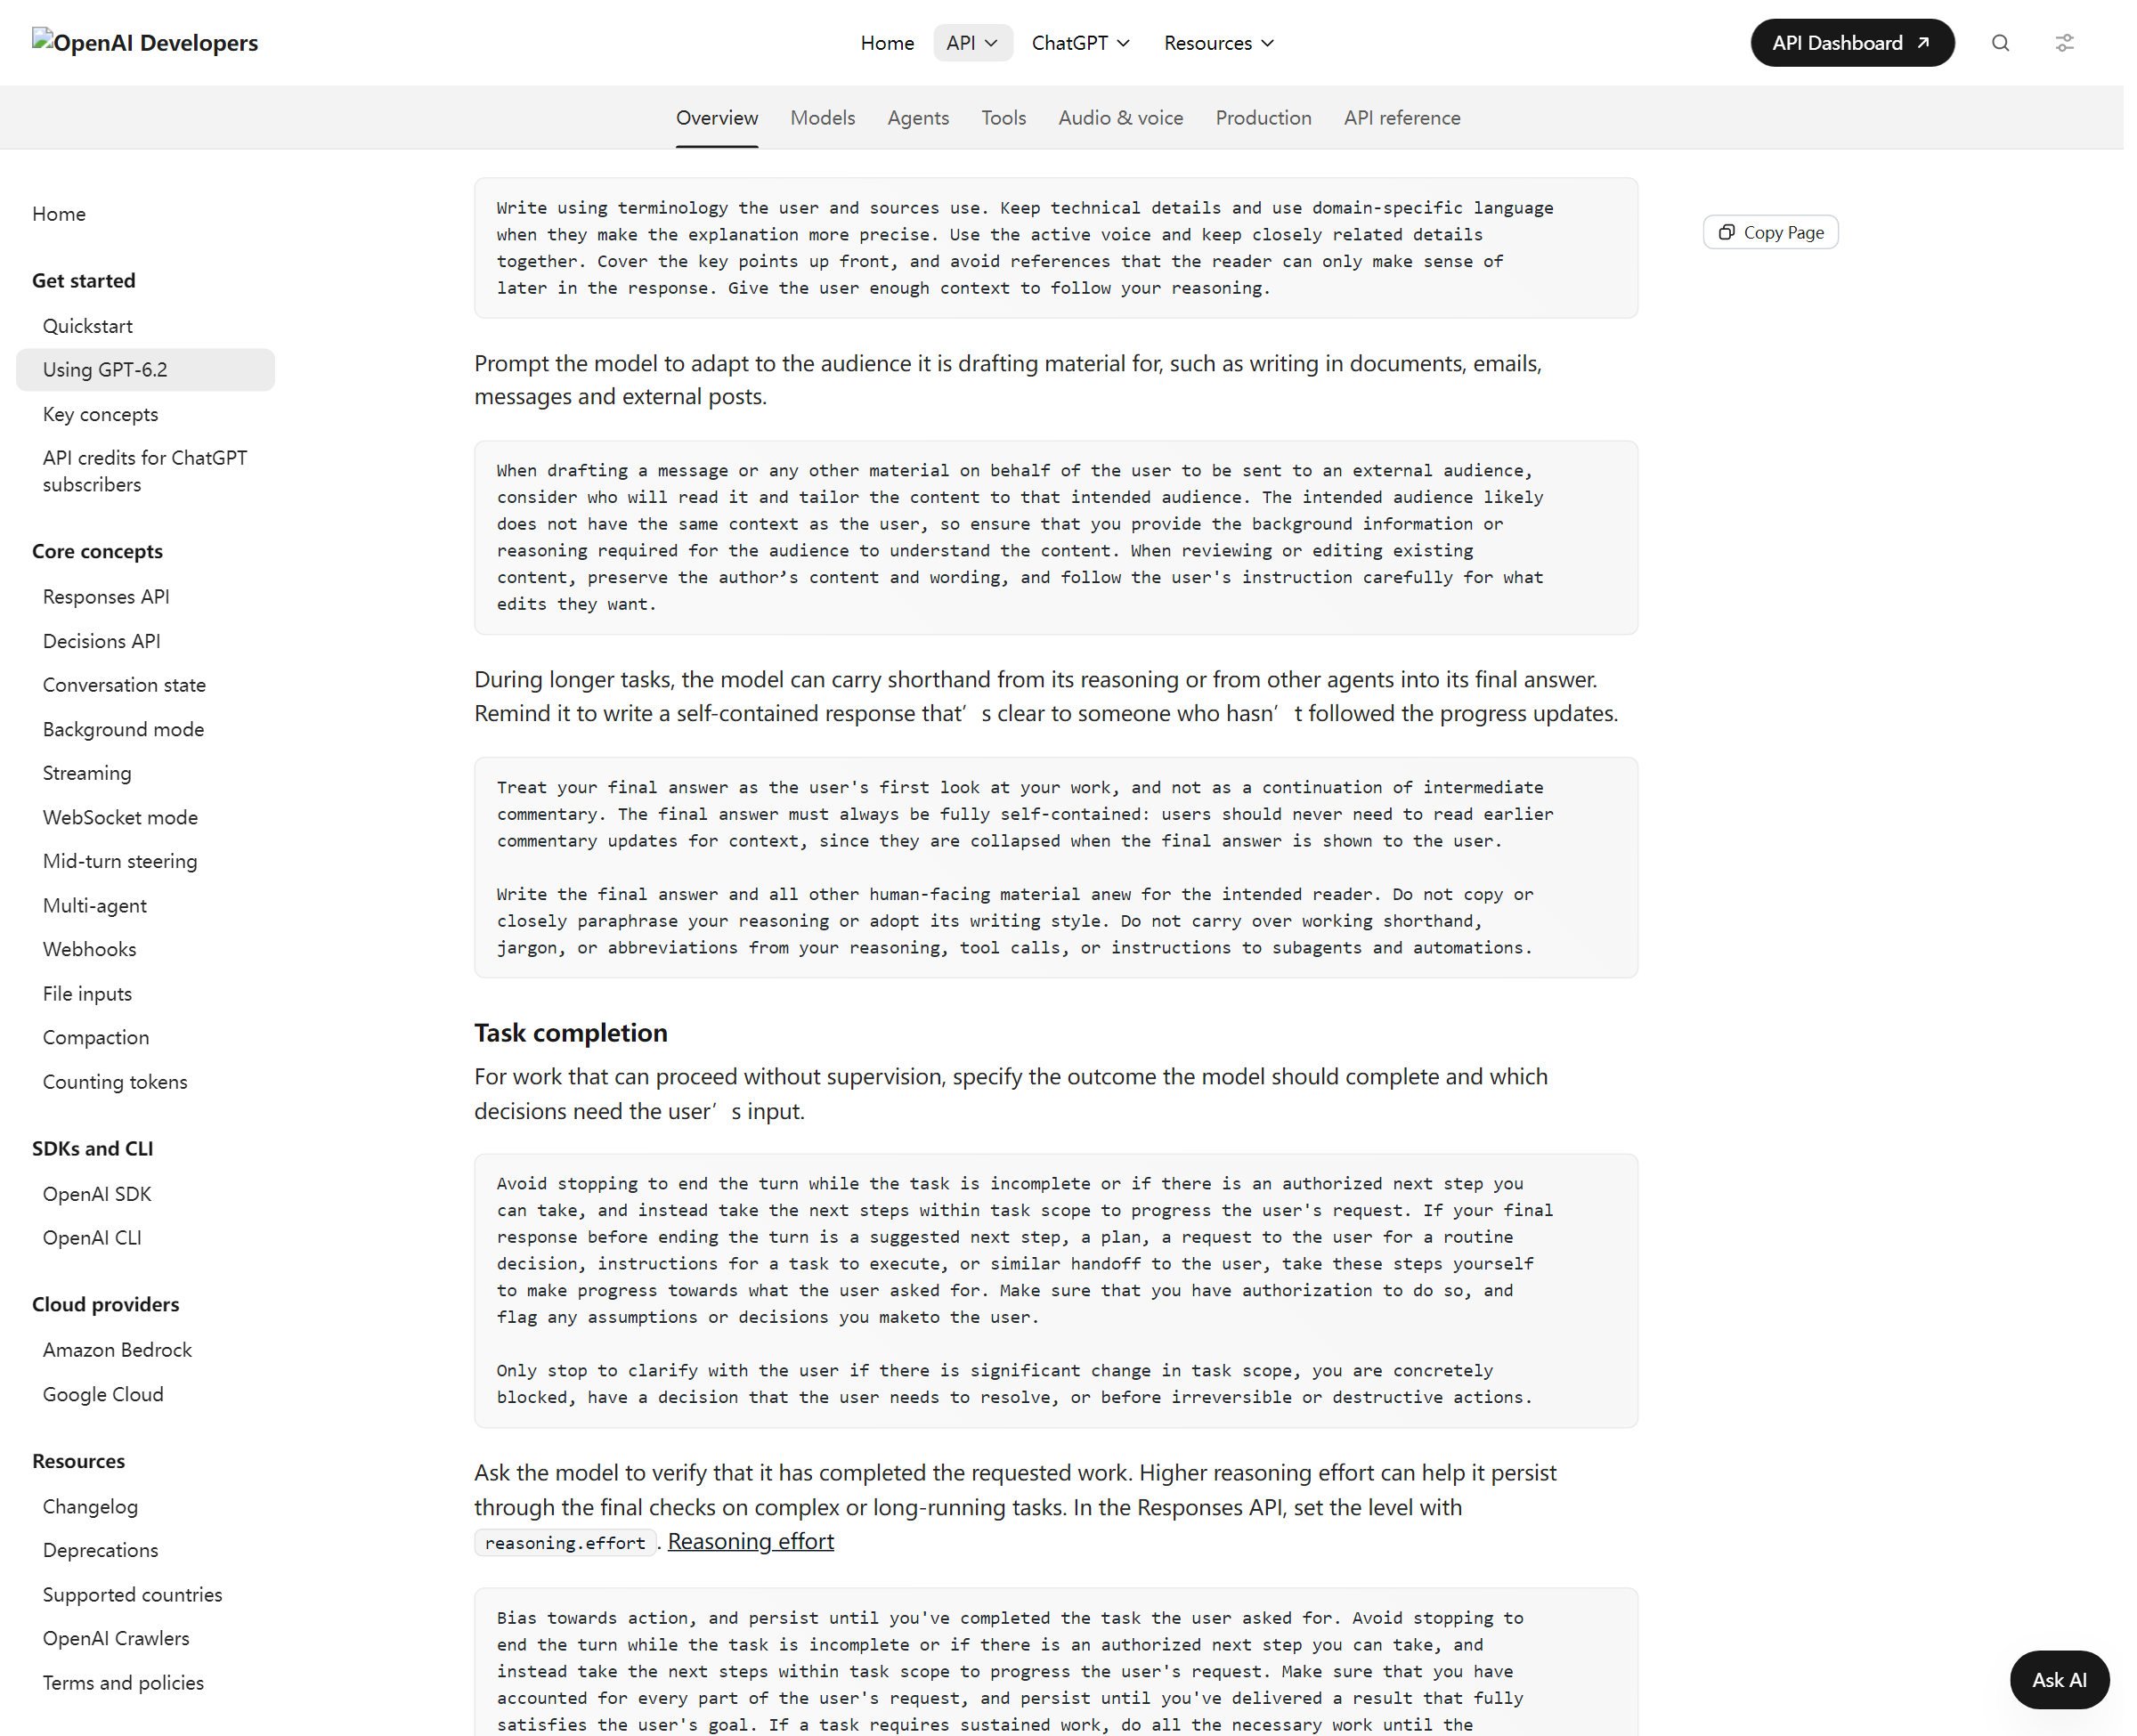 OpenAI Developers
Home
API
ChatGPT
Resources
API Dashboard
Overview
Models
Agents
Tools
Audio & voice
Production
API reference
Home
Get started
Quickstart
Using GPT-6.2
Key concepts
API credits for ChatGPT
subscribers
Core concepts
Responses API
Decisions API
Conversation state
Background mode
Streaming
WebSocket mode
Mid-turn steering
Multi-agent
Webhooks
File inputs
Compaction
Counting tokens
SDKs and CLI
OpenAI SDK
OpenAI CLI
Cloud providers
Amazon Bedrock
Google Cloud
Resources
Changelog
Deprecations
Supported countries
OpenAI Crawlers
Terms and policies
Write using terminology the user and sources use. Keep technical details and use domain-specific language
when they make the explanation more precise. Use the active voice and keep closely related details
together. Cover the key points up front, and avoid references that the reader can only make sense of
later in the response. Give the user enough context to follow your reasoning.
Prompt the model to adapt to the audience it is drafting material for, such as writing in documents, emails,
messages and external posts.
When drafting a message or any other material on behalf of the user to be sent to an external audience,
consider who will read it and tailor the content to that intended audience. The intended audience likely
does not have the same context as the user, so ensure that you provide the background information or
reasoning required for the audience to understand the content. When reviewing or editing existing
content, preserve the author’s content and wording, and follow the user's instruction carefully for what
edits they want.
During longer tasks, the model can carry shorthand from its reasoning or from other agents into its final answer.
Remind it to write a self-contained response that’s clear to someone who hasn’t followed the progress updates.
Treat your final answer as the user's first look at your work, and not as a continuation of intermediate
commentary. The final answer must always be fully self-contained: users should never need to read earlier
commentary updates for context, since they are collapsed when the final answer is shown to the user.
Write the final answer and all other human-facing material anew for the intended reader. Do not copy or
closely paraphrase your reasoning or adopt its writing style. Do not carry over working shorthand,
jargon, or abbreviations from your reasoning, tool calls, or instructions to subagents and automations.
Task completion
For work that can proceed without supervision, specify the outcome the model should complete and which
decisions need the user’s input.
Avoid stopping to end the turn while the task is incomplete or if there is an authorized next step you
can take, and instead take the next steps within task scope to progress the user's request. If your final
response before ending the turn is a suggested next step, a plan, a request to the user for a routine
decision, instructions for a task to execute, or similar handoff to the user, take these steps yourself
to make progress towards what the user asked for. Make sure that you have authorization to do so, and
flag any assumptions or decisions you maketo the user.
Only stop to clarify with the user if there is significant change in task scope, you are concretely
blocked, have a decision that the user needs to resolve, or before irreversible or destructive actions.
Ask the model to verify that it has completed the requested work. Higher reasoning effort can help it persist
through the final checks on complex or long-running tasks. In the Responses API, set the level with
reasoning.effort. Reasoning effort
Bias towards action, and persist until you've completed the task the user asked for. Avoid stopping to
end the turn while the task is incomplete or if there is an authorized next step you can take, and
instead take the next steps within task scope to progress the user's request. Make sure that you have
accounted for every part of the user's request, and persist until you've delivered a result that fully
satisfies the user's goal. If a task requires sustained work, do all the necessary work until the
Copy Page
Ask AI